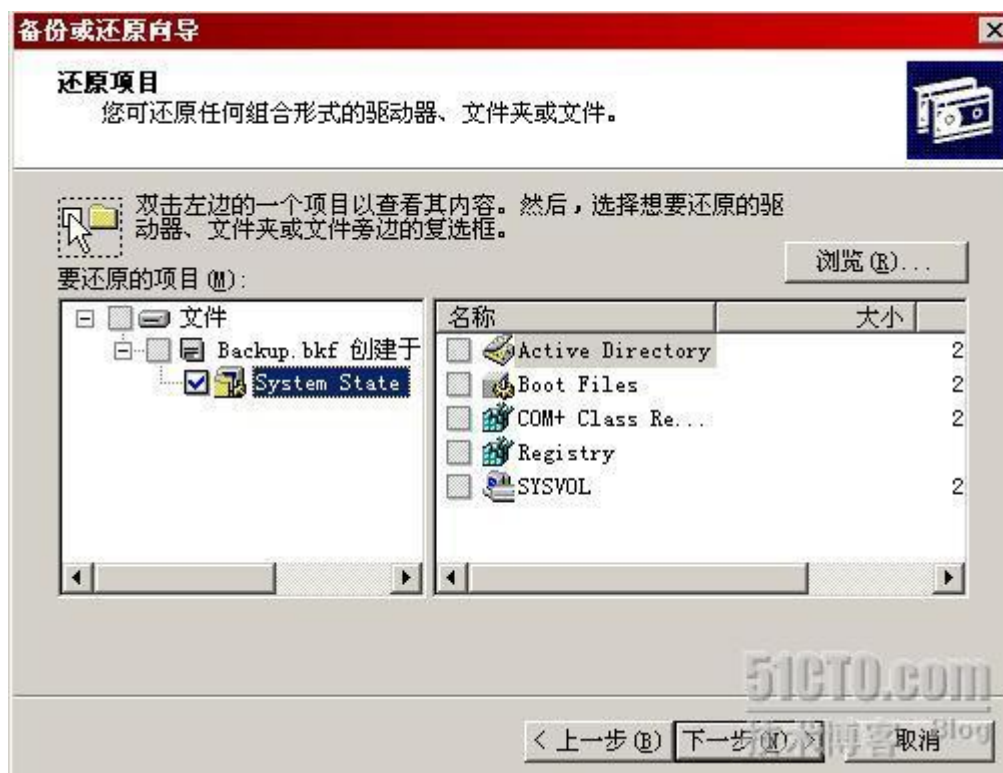 备份或还原向导
还原项目
您可还原任何组合形式的驱动器、文件夹或文件。
双击左边的一个项目以查看其内容。然后，选择想要还原的驱
动器、文件夹或文件旁边的复选框。
浏览(R)...
要还原的项目(M):
文件
Backup.bkf 创建于
System State
名称 大小
Active Directory 2
Boot Files 2
COM+ Class Re... 2
Registry
SYSVOL 2
51CTO.com
技术博客 Blog
< 上一步(B) 下一步(N) > 取消